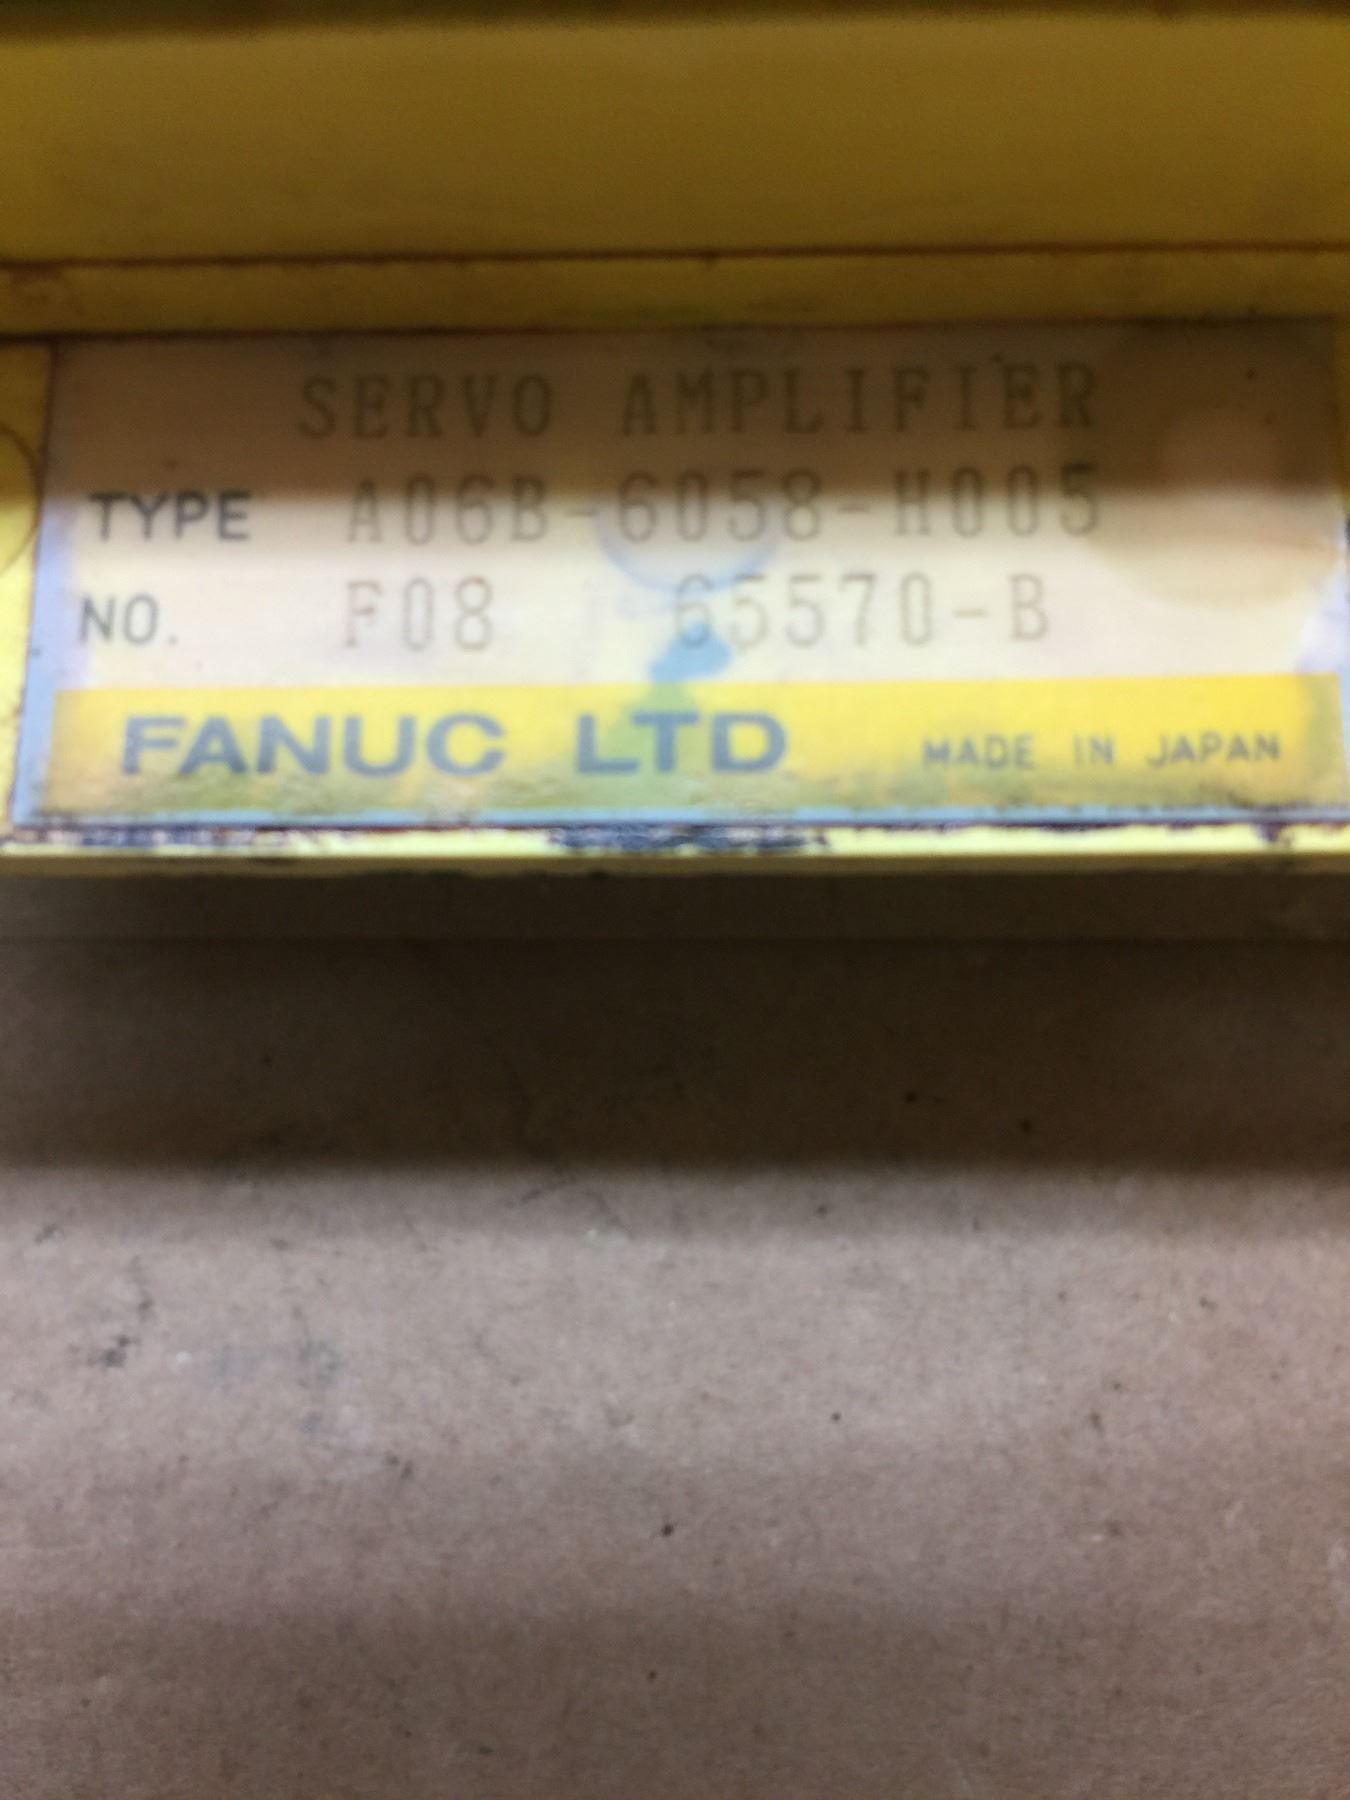 SERVO AMPLIFIER
TYPE A06B-6058-H005
NO. F08 65570-B
FANUC LTD MADE IN JAPAN